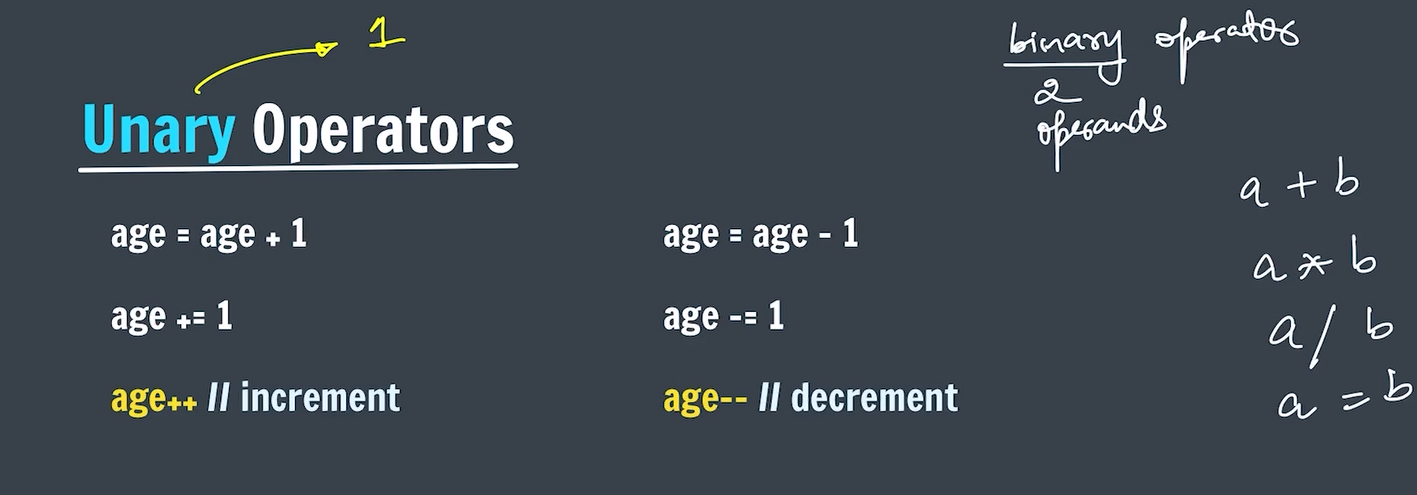 1
Unary Operators
age = age + 1
age += 1
age++ // increment
age = age - 1
age -= 1
age-- // decrement
binary operator
2
operands
a + b
a * b
a / b
a = b